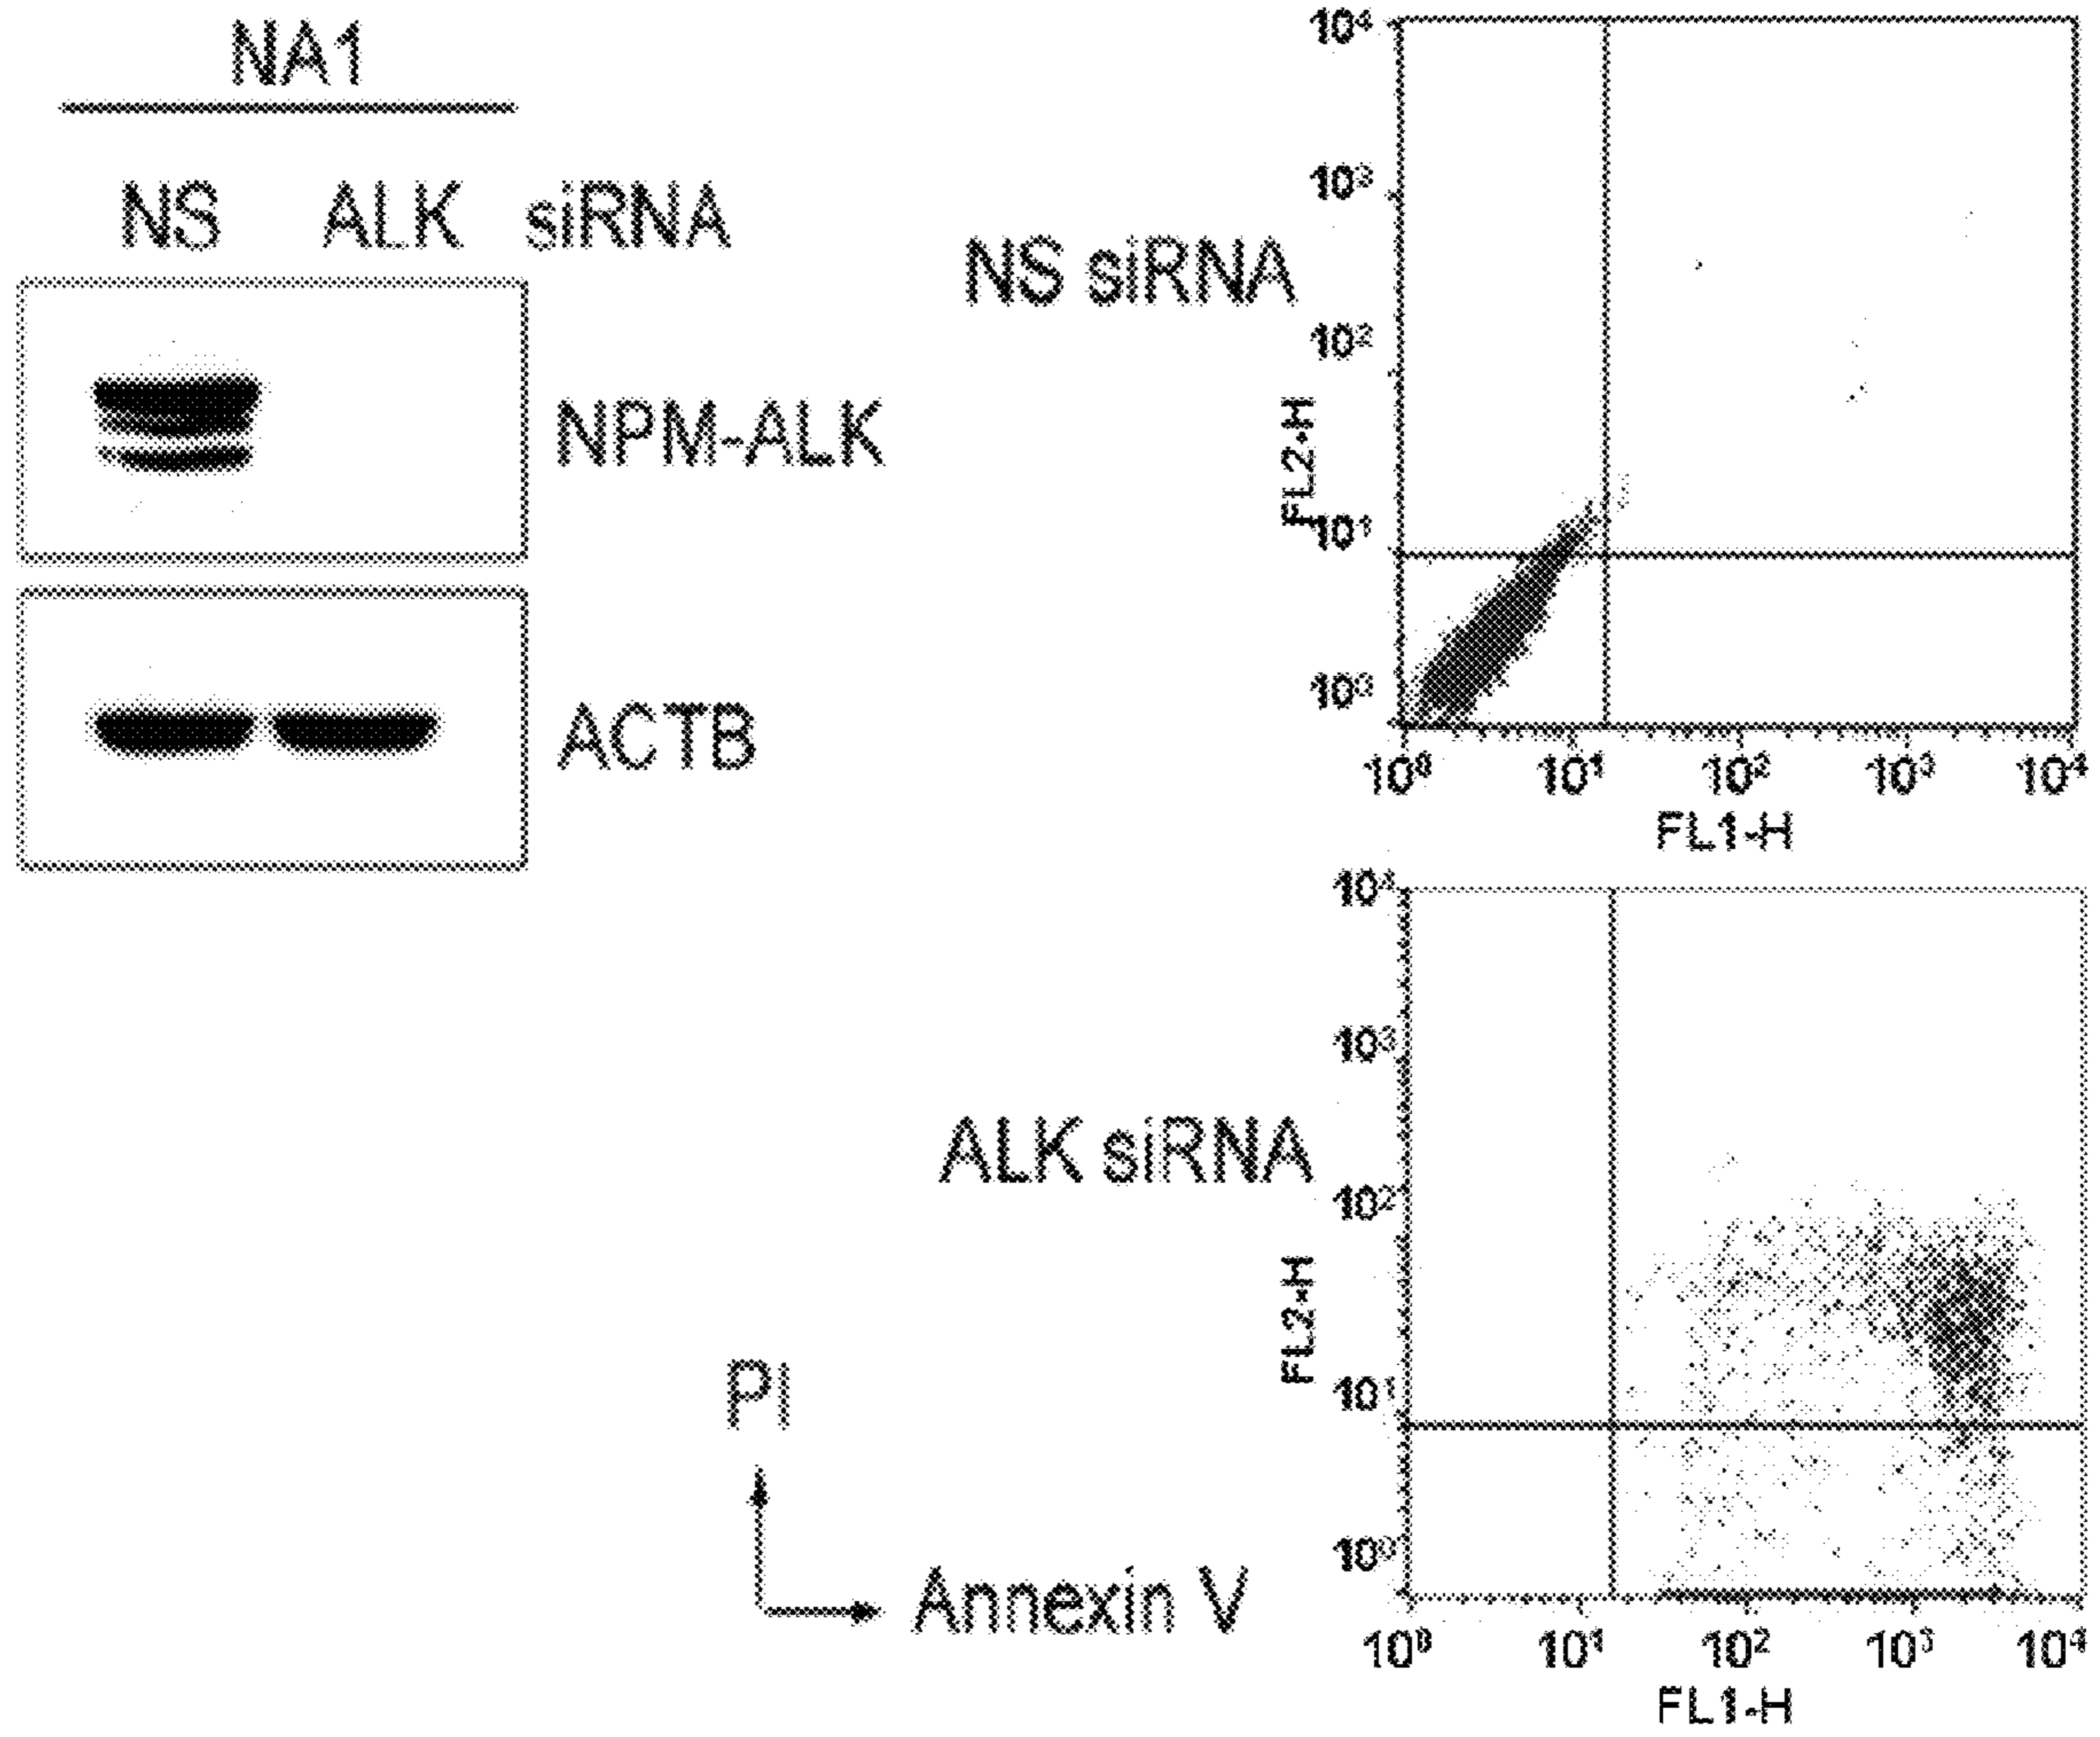 NA1
NS ALK siRNA
NPM-ALK
ACTB
NS siRNA
10⁴
10³
10²
10¹
10⁰
FL2-H
10⁰ 10¹ 10² 10³ 10⁴
FL1-H
ALK siRNA
10⁴
10³
10²
10¹
10⁰
FL2-H
10⁰ 10¹ 10² 10³ 10⁴
FL1-H
PI
Annexin V